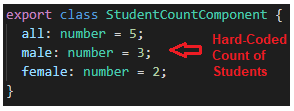 export class StudentCountComponent {
all: number = 5;
male: number = 3;
female: number = 2;
}
Hard-Coded
Count of
Students